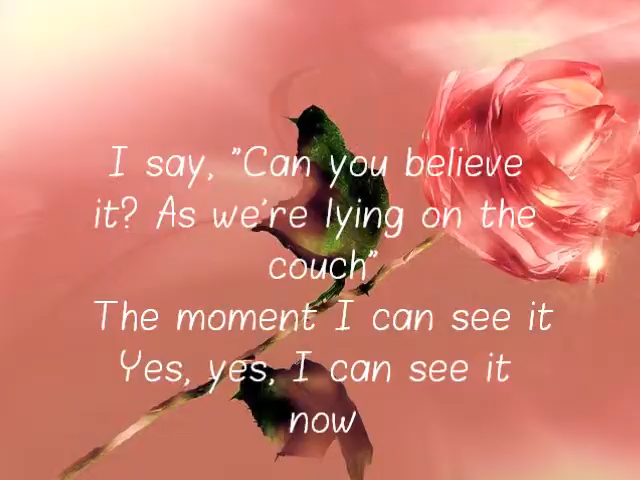 I say, "Can you believe
it? As we're lying on the
couch"
The moment I can see it
Yes, yes, I can see it
now